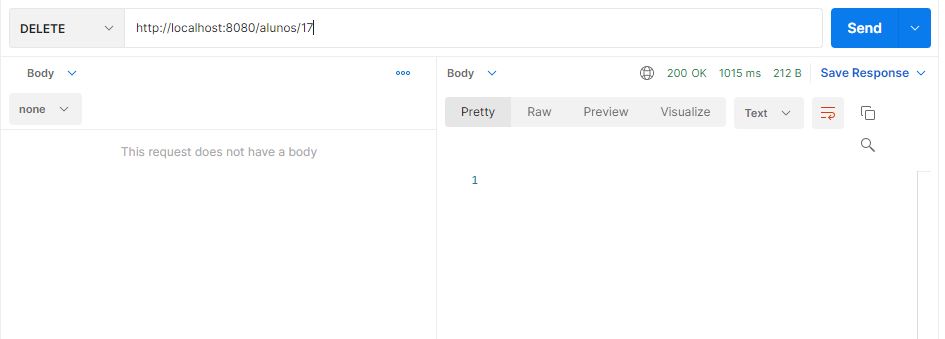 DELETE http://localhost:8080/alunos/17 Send
Body Body 200 OK 1015 ms 212 B Save Response
none Pretty Raw Preview Visualize Text
This request does not have a body
1